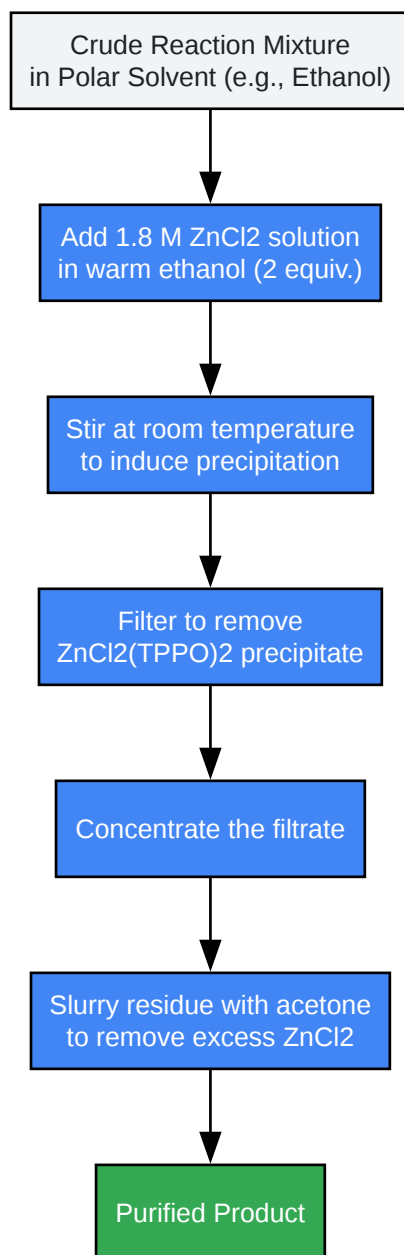 Crude Reaction Mixture
in Polar Solvent (e.g., Ethanol)
Add 1.8 M ZnCl2 solution
in warm ethanol (2 equiv.)
Stir at room temperature
to induce precipitation
Filter to remove
ZnCl2(TPPO)2 precipitate
Concentrate the filtrate
Slurry residue with acetone
to remove excess ZnCl2
Purified Product